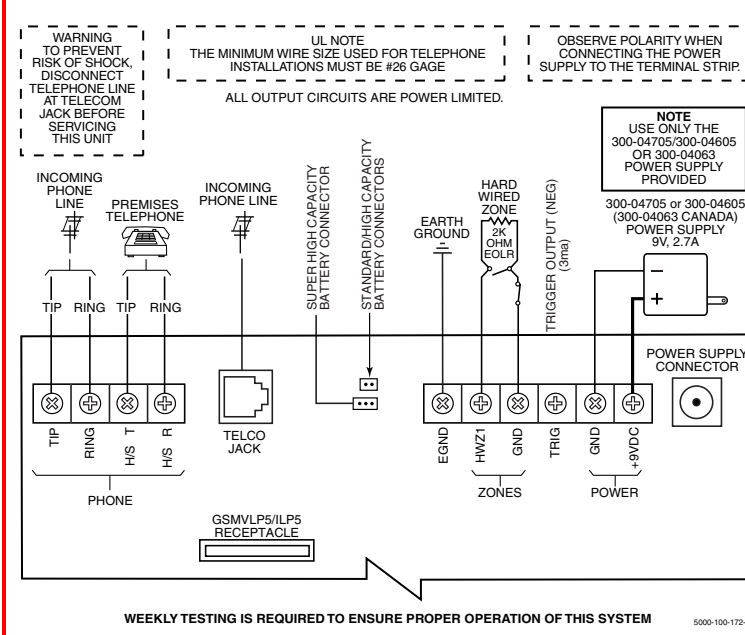 WARNING
TO PREVENT
RISK OF SHOCK,
DISCONNECT
TELEPHONE LINE
AT TELECOM
JACK BEFORE
SERVICING
THIS UNIT
UL NOTE
THE MINIMUM WIRE SIZE USED FOR TELEPHONE
INSTALLATIONS MUST BE #26 GAGE
OBSERVE POLARITY WHEN
CONNECTING THE POWER
SUPPLY TO THE TERMINAL STRIP.
ALL OUTPUT CIRCUITS ARE POWER LIMITED.
NOTE
USE ONLY THE
300-04705/300-04605
OR 300-04063
POWER SUPPLY
PROVIDED
INCOMING
PHONE
LINE
PREMISES
TELEPHONE
INCOMING
PHONE LINE
SUPER HIGH CAPACITY
BATTERY CONNECTOR
STANDARD/HIGH CAPACITY
BATTERY CONNECTORS
EARTH
GROUND
HARD
WIRED
ZONE
2K
OHM
EOLR
TRIGGER OUTPUT (NEG)
(3ma)
300-04705 or 300-04605
(300-04063 CANADA)
POWER SUPPLY
9V, 2.7A
–
+
TIP RING TIP RING
POWER SUPPLY
CONNECTOR
TIP
RING
H/S T
H/S R
PHONE
TELCO
JACK
EGND
HWZ1
GND
TRIG
GND
+9VDC
ZONES
POWER
GSMVLP5/ILP5
RECEPTACLE
WEEKLY TESTING IS REQUIRED TO ENSURE PROPER OPERATION OF THIS SYSTEM
5000-100-172-